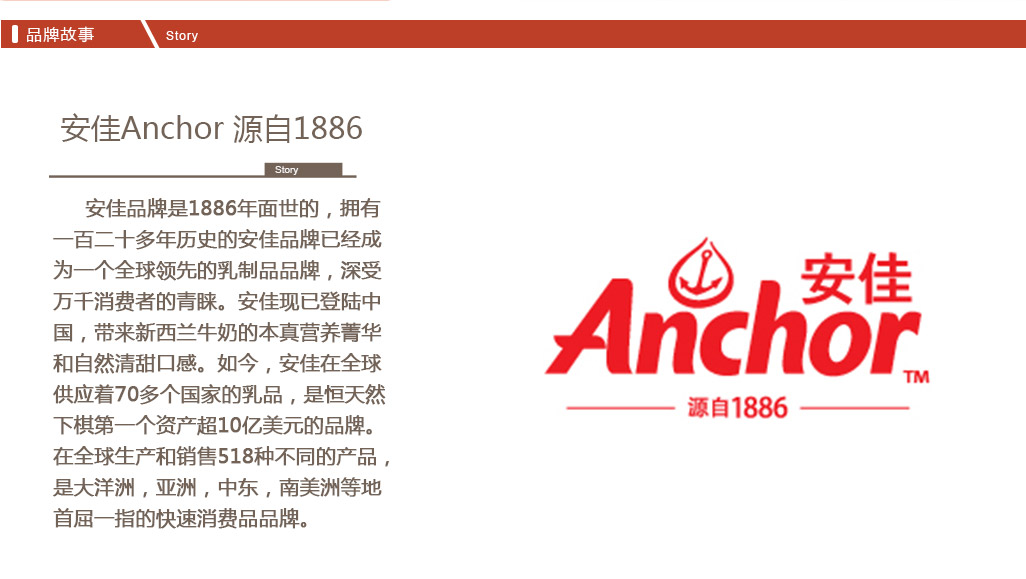 品牌故事
Story
安佳Anchor 源自1886
Story
安佳品牌是1886年面世的，拥有
一百二十多年历史的安佳品牌已经成
为一个全球领先的乳制品品牌，深受
万千消费者的青睐。安佳现已登陆中
国，带来新西兰牛奶的本真营养菁华
和自然清甜口感。如今，安佳在全球
供应着70多个国家的乳品，是恒天然
下棋第一个资产超10亿美元的品牌。
在全球生产和销售518种不同的产品，
是大洋洲，亚洲，中东，南美洲等地
首屈一指的快速消费品品牌。
安佳
Anchor™
源自1886